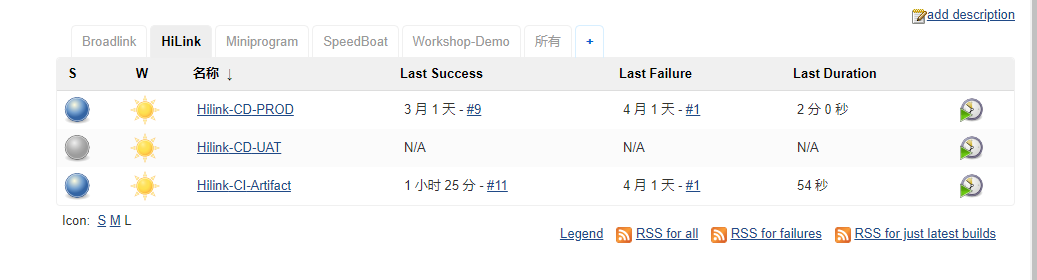 add description
Broadlink HiLink Miniprogram SpeedBoat Workshop-Demo 所有 +
S W 名称 ↓ Last Success Last Failure Last Duration
Hilink-CD-PROD 3 月 1 天 - #9 4 月 1 天 - #1 2 分 0 秒
Hilink-CD-UAT N/A N/A N/A
Hilink-CI-Artifact 1 小时 25 分 - #11 4 月 1 天 - #1 54 秒
Icon: S M L
Legend RSS for all RSS for failures RSS for just latest builds